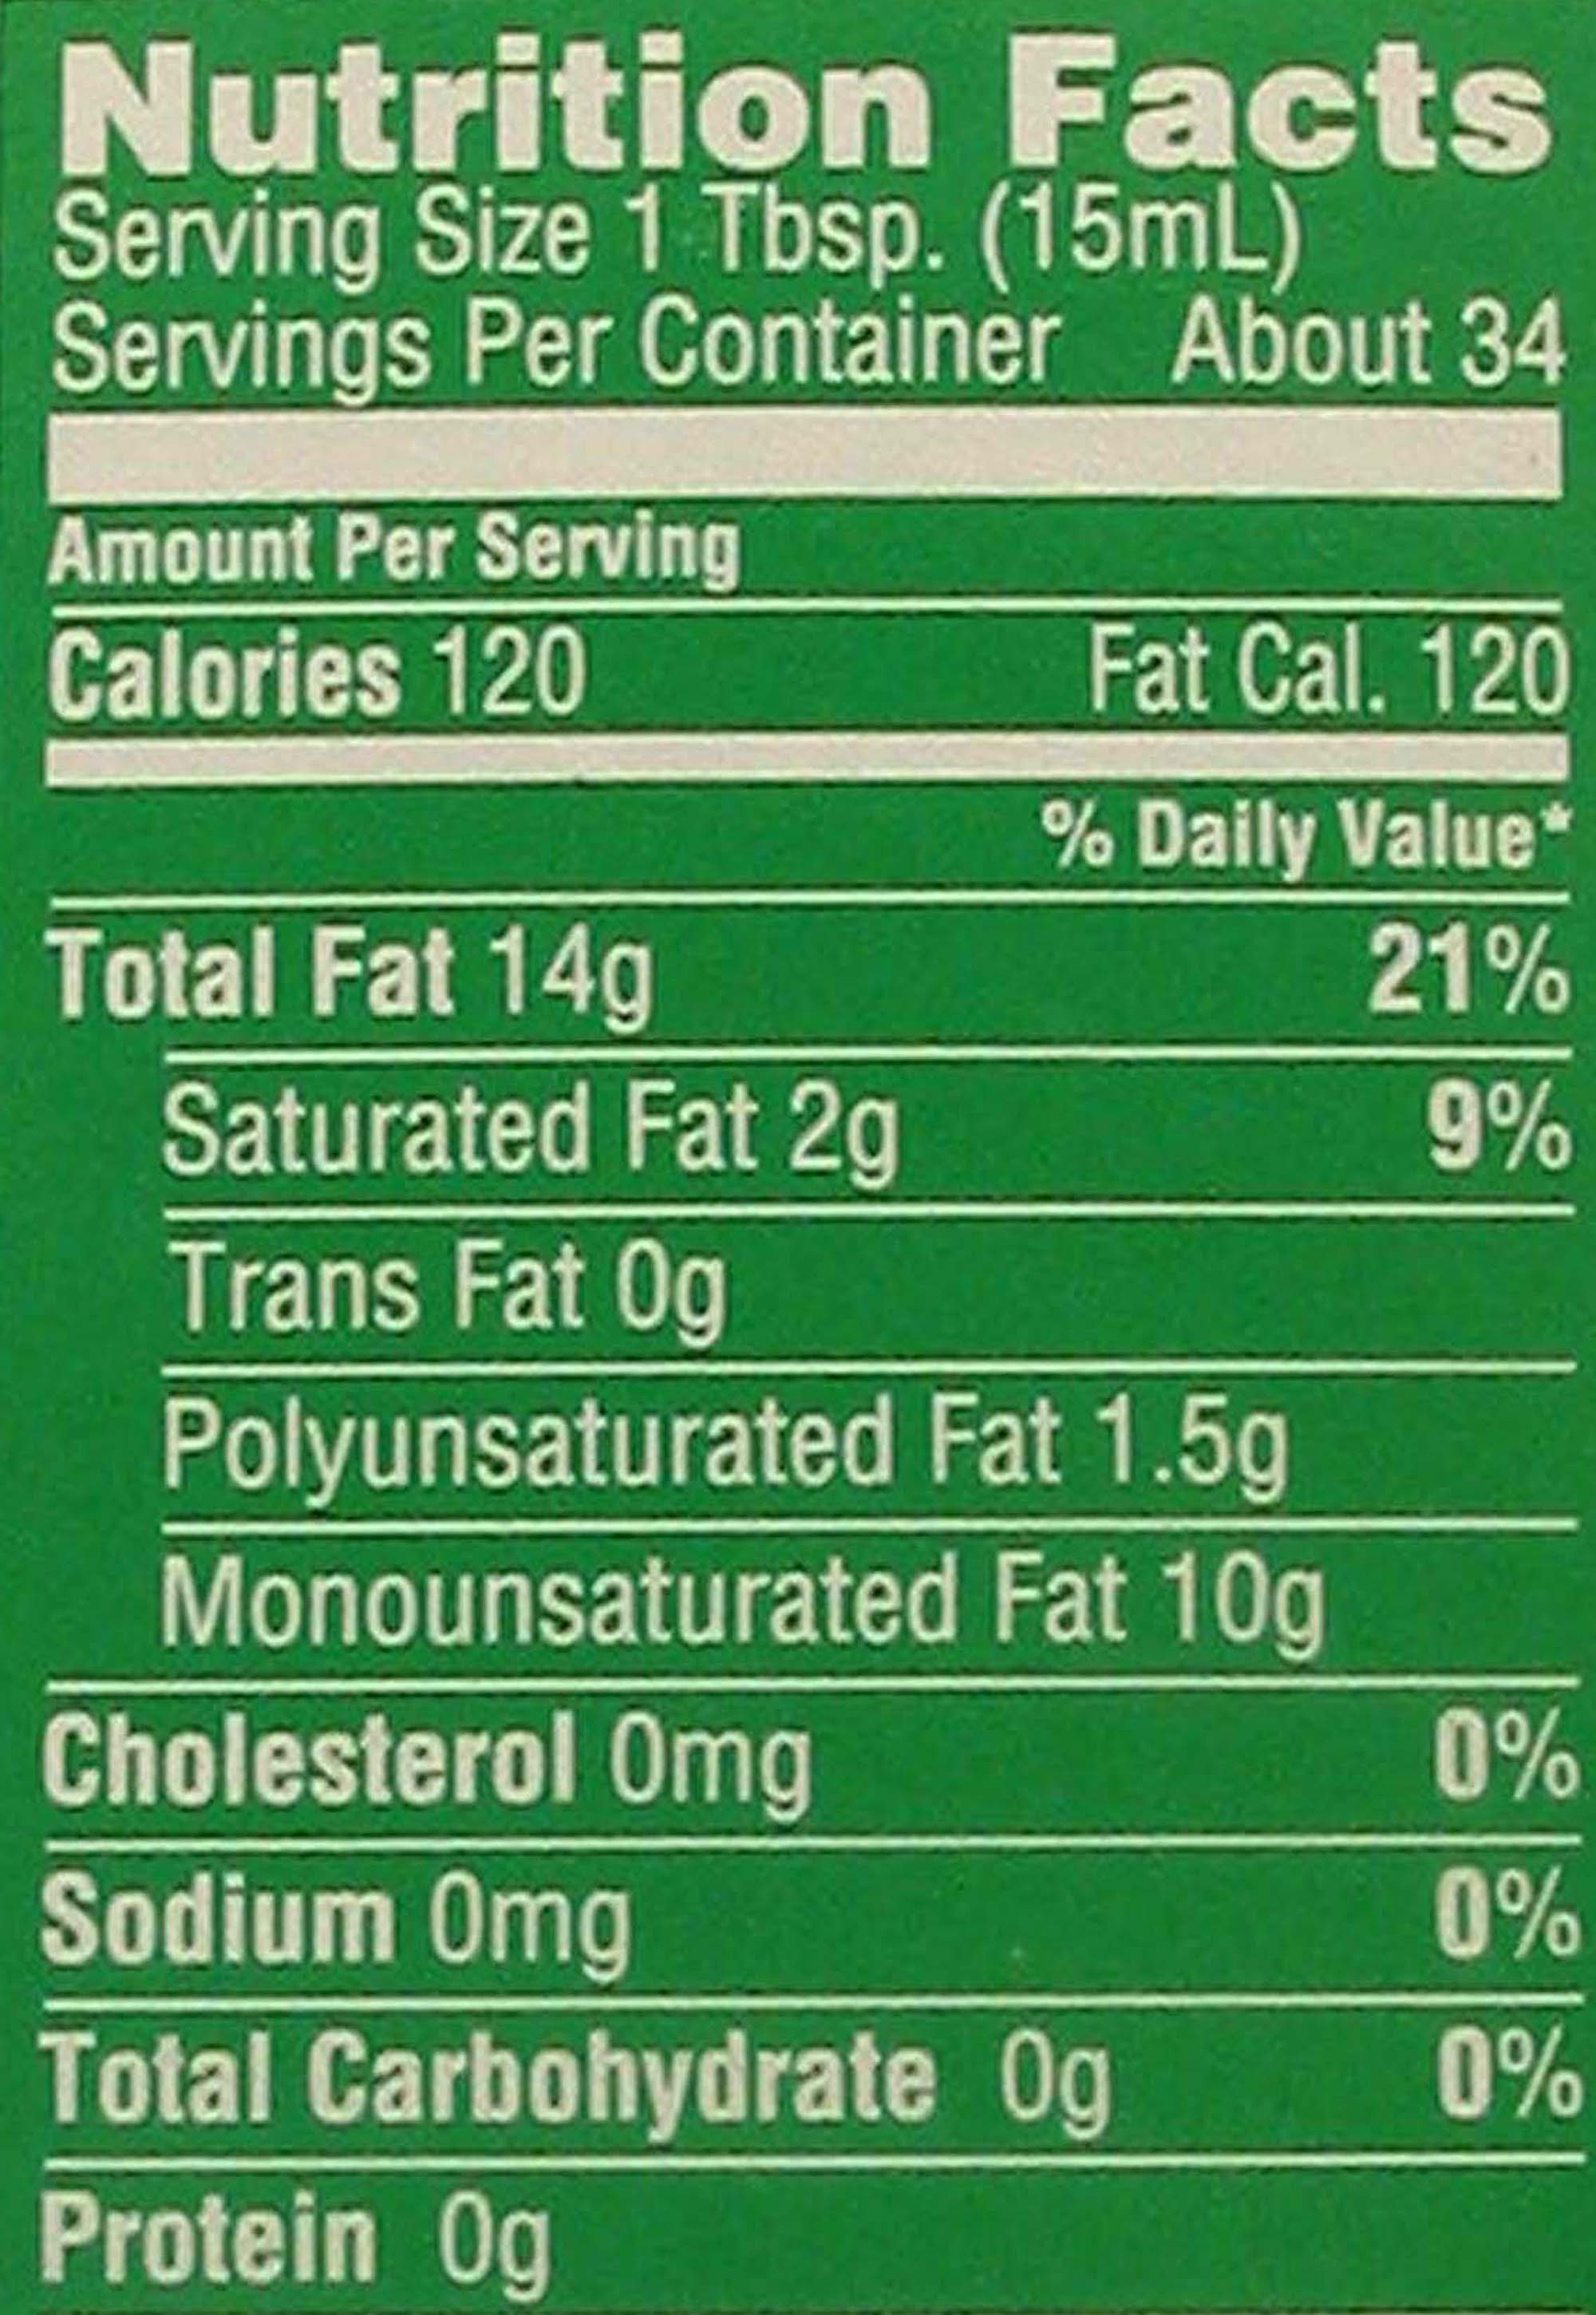 Nutrition Facts
Serving Size 1 Tbsp. (15mL)
Servings Per Container About 34
Amount Per Serving
Calories 120 Fat Cal. 120
% Daily Value*
Total Fat 14g 21%
Saturated Fat 2g 9%
Trans Fat 0g
Polyunsaturated Fat 1.5g
Monounsaturated Fat 10g
Cholesterol 0mg 0%
Sodium 0mg 0%
Total Carbohydrate 0g 0%
Protein 0g